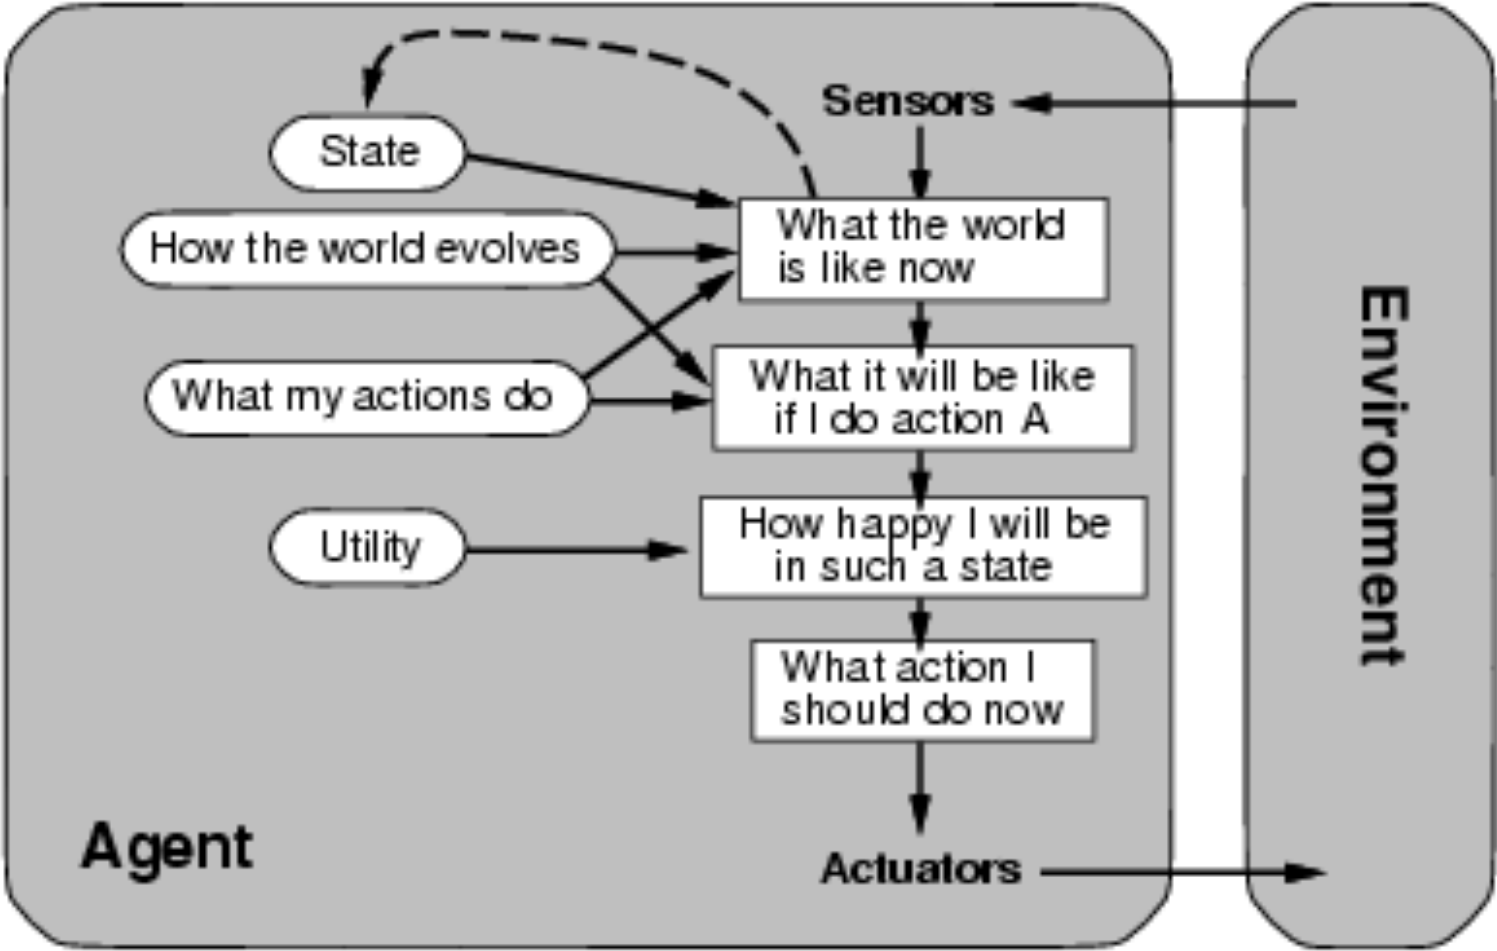 Sensors
State
What the world
is like now
How the world evolves
What it will be like
if I do action A
What my actions do
How happy I will be
in such a state
Utility
What action I
should do now
Agent
Actuators
Environment